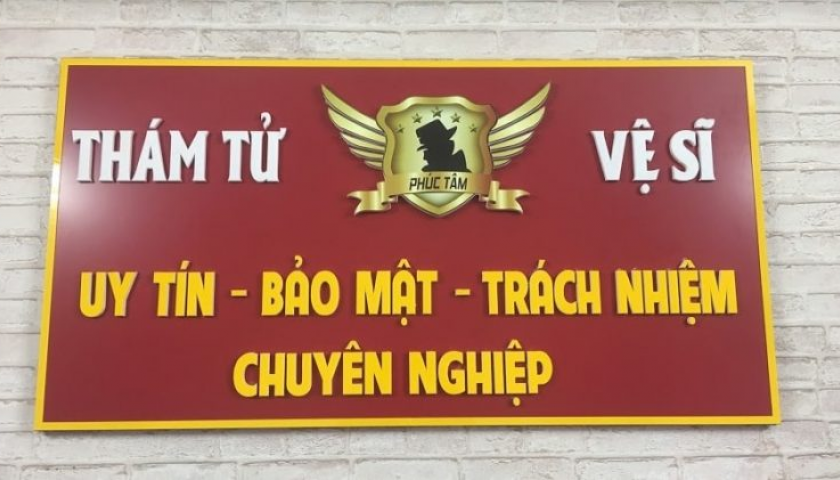 THÁM TỬ
PHÚC TÂM
VỆ SĨ
UY TÍN - BẢO MẬT - TRÁCH NHIỆM
CHUYÊN NGHIỆP